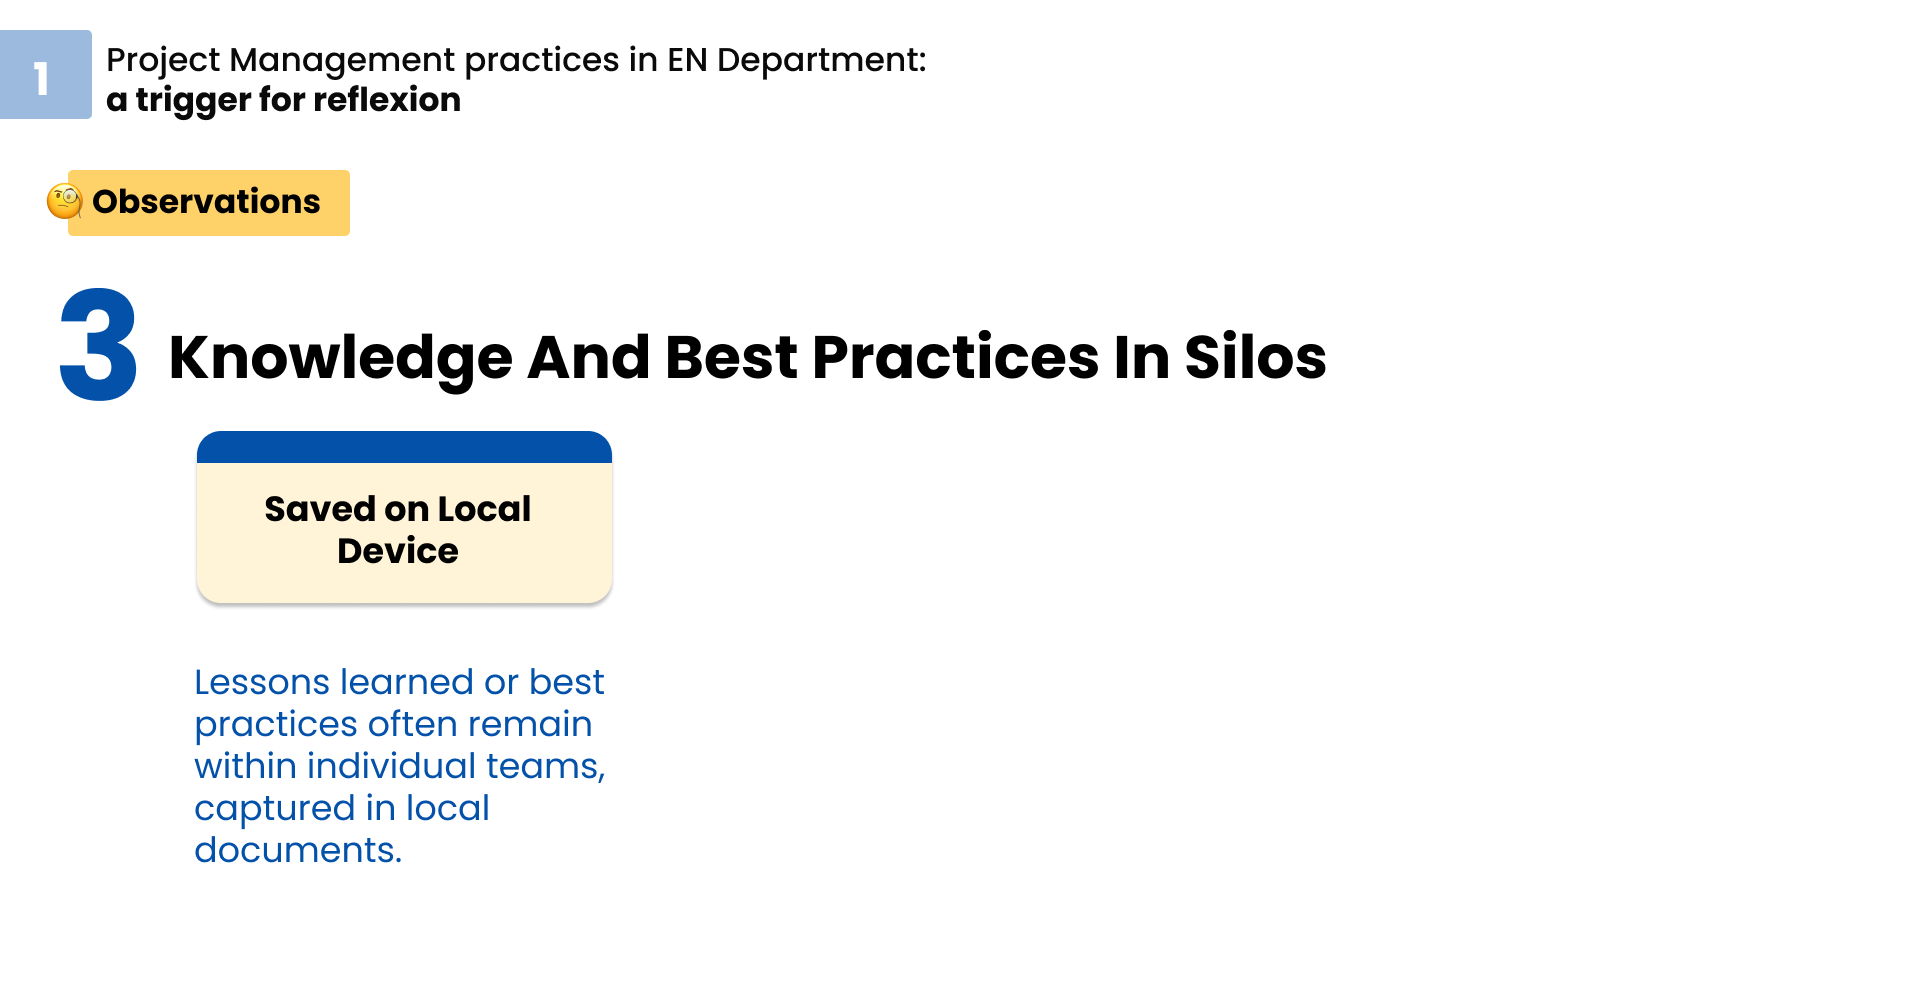 1
Project Management practices in EN Department:
a trigger for reflexion
Observations
3
Knowledge And Best Practices In Silos
Saved on Local
Device
Lessons learned or best
practices often remain
within individual teams,
captured in local
documents.